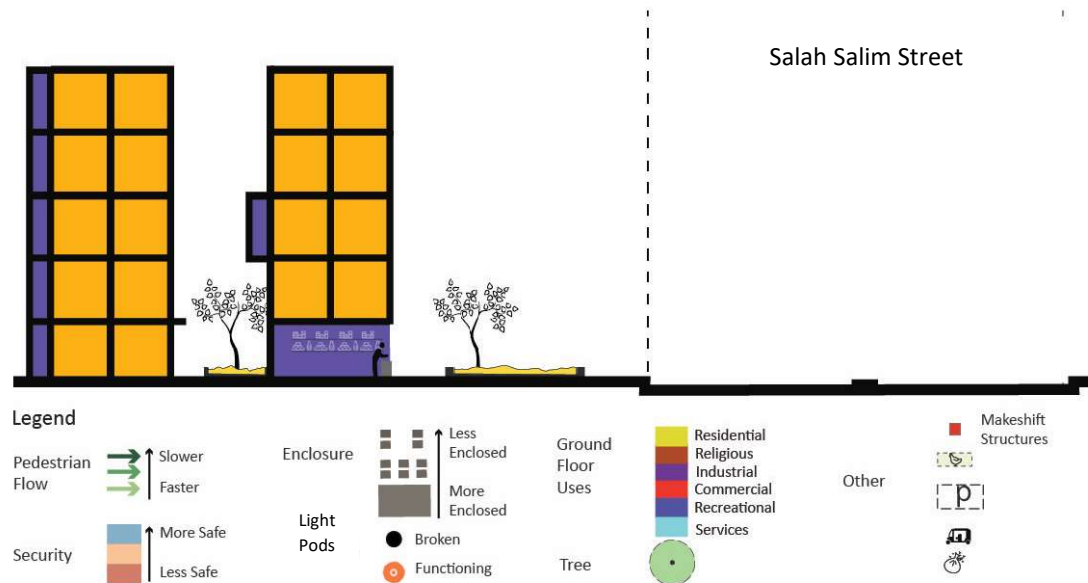 Salah Salim Street
Legend
Pedestrian
Flow
Slower
Faster
Security
More Safe
Less Safe
Enclosure
Less
Enclosed
More
Enclosed
Light
Pods
Broken
Functioning
Ground
Floor
Uses
Residential
Religious
Industrial
Commercial
Recreational
Services
Tree
Other
Makeshift
Structures
p